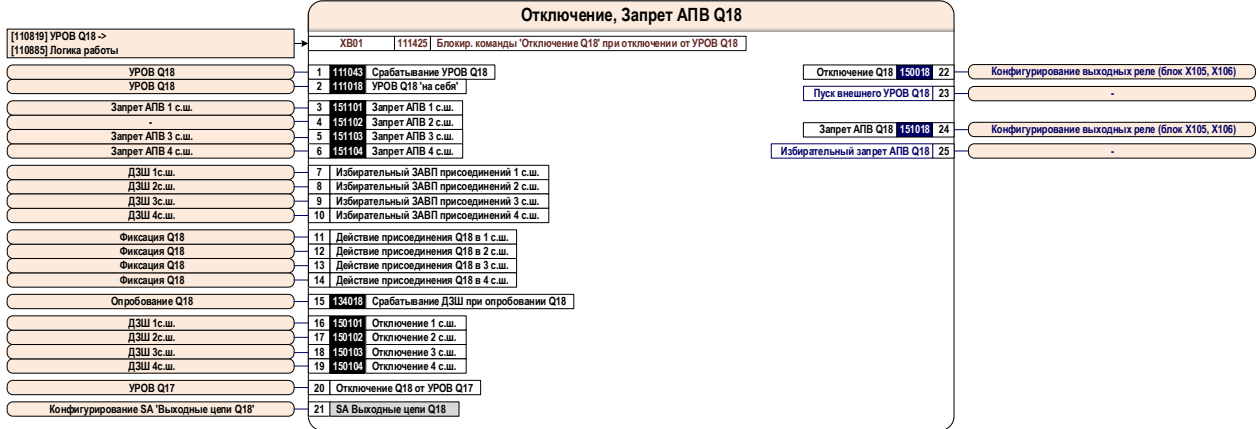 Отключение, Запрет АПВ Q18
[110819] УРОВ Q18 ->
[110885] Логика работы
XB01 111425 Блокир. команды 'Отключение Q18' при отключении от УРОВ Q18
УРОВ Q18 1 111043 Срабатывание УРОВ Q18 Отключение Q18 150018 22 Конфигурирование выходных реле (блок X105, X106)
УРОВ Q18 2 111018 УРОВ Q18 'на себя' Пуск внешнего УРОВ Q18 23 -
Запрет АПВ 1 с.ш. 3 151101 Запрет АПВ 1 с.ш.
- 4 151102 Запрет АПВ 2 с.ш. Запрет АПВ Q18 151018 24 Конфигурирование выходных реле (блок X105, X106)
Запрет АПВ 3 с.ш. 5 151103 Запрет АПВ 3 с.ш.
Запрет АПВ 4 с.ш. 6 151104 Запрет АПВ 4 с.ш. Избирательный запрет АПВ Q18 25 -
ДЗШ 1с.ш. 7 Избирательный ЗАВП присоединений 1 с.ш.
ДЗШ 2с.ш. 8 Избирательный ЗАВП присоединений 2 с.ш.
ДЗШ 3с.ш. 9 Избирательный ЗАВП присоединений 3 с.ш.
ДЗШ 4с.ш. 10 Избирательный ЗАВП присоединений 4 с.ш.
Фиксация Q18 11 Действие присоединения Q18 в 1 с.ш.
Фиксация Q18 12 Действие присоединения Q18 в 2 с.ш.
Фиксация Q18 13 Действие присоединения Q18 в 3 с.ш.
Фиксация Q18 14 Действие присоединения Q18 в 4 с.ш.
Опробование Q18 15 134018 Срабатывание ДЗШ при опробовании Q18
ДЗШ 1с.ш. 16 150101 Отключение 1 с.ш.
ДЗШ 2с.ш. 17 150102 Отключение 2 с.ш.
ДЗШ 3с.ш. 18 150103 Отключение 3 с.ш.
ДЗШ 4с.ш. 19 150104 Отключение 4 с.ш.
УРОВ Q17 20 Отключение Q18 от УРОВ Q17
Конфигурирование SA 'Выходные цепи Q18' 21 SA Выходные цепи Q18